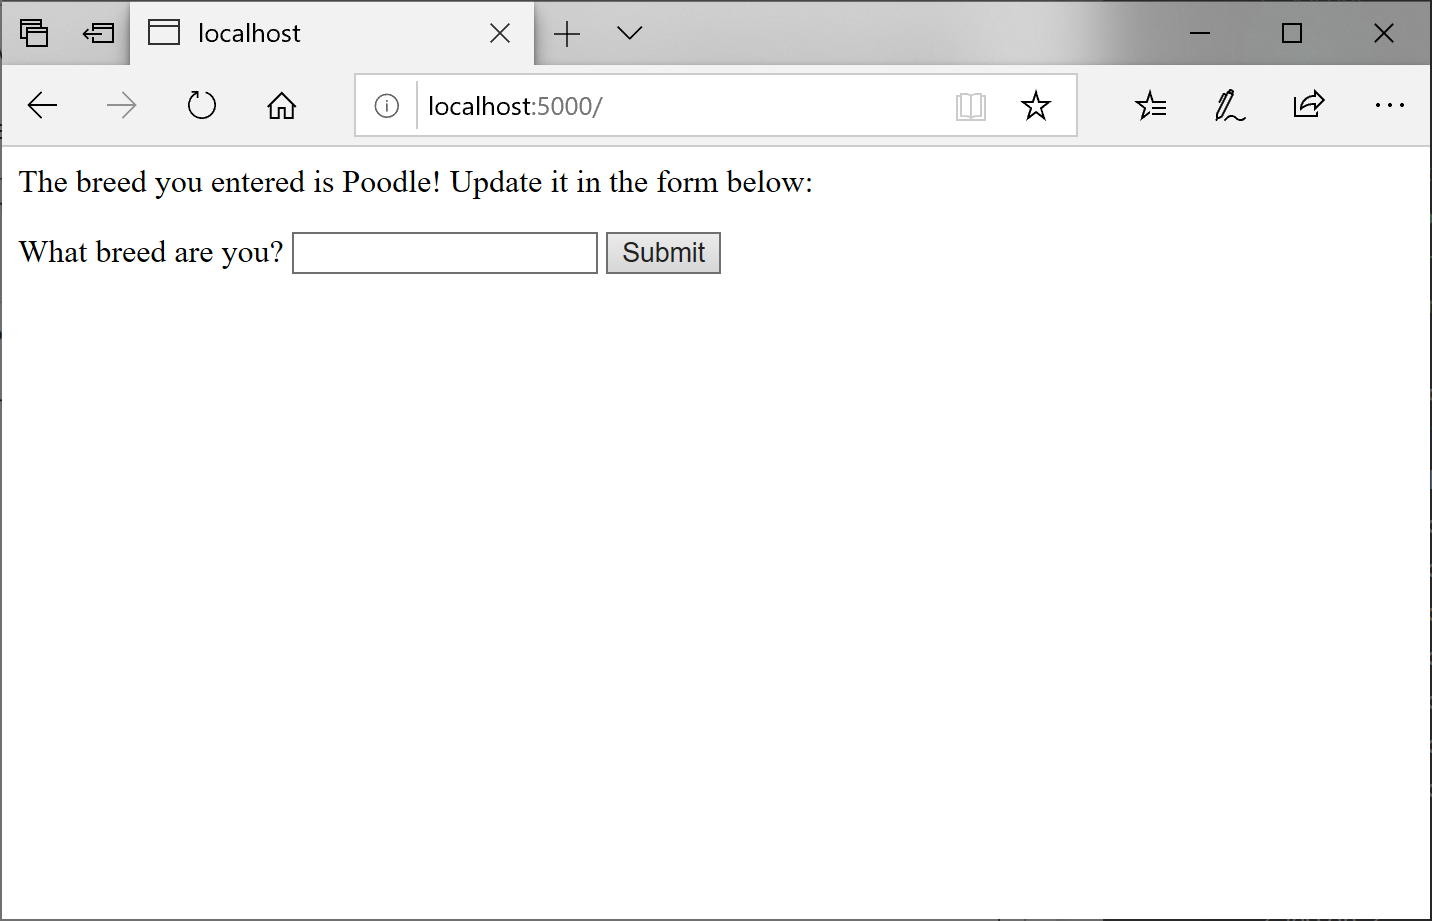 localhost
localhost:5000/
The breed you entered is Poodle! Update it in the form below:
What breed are you? Submit